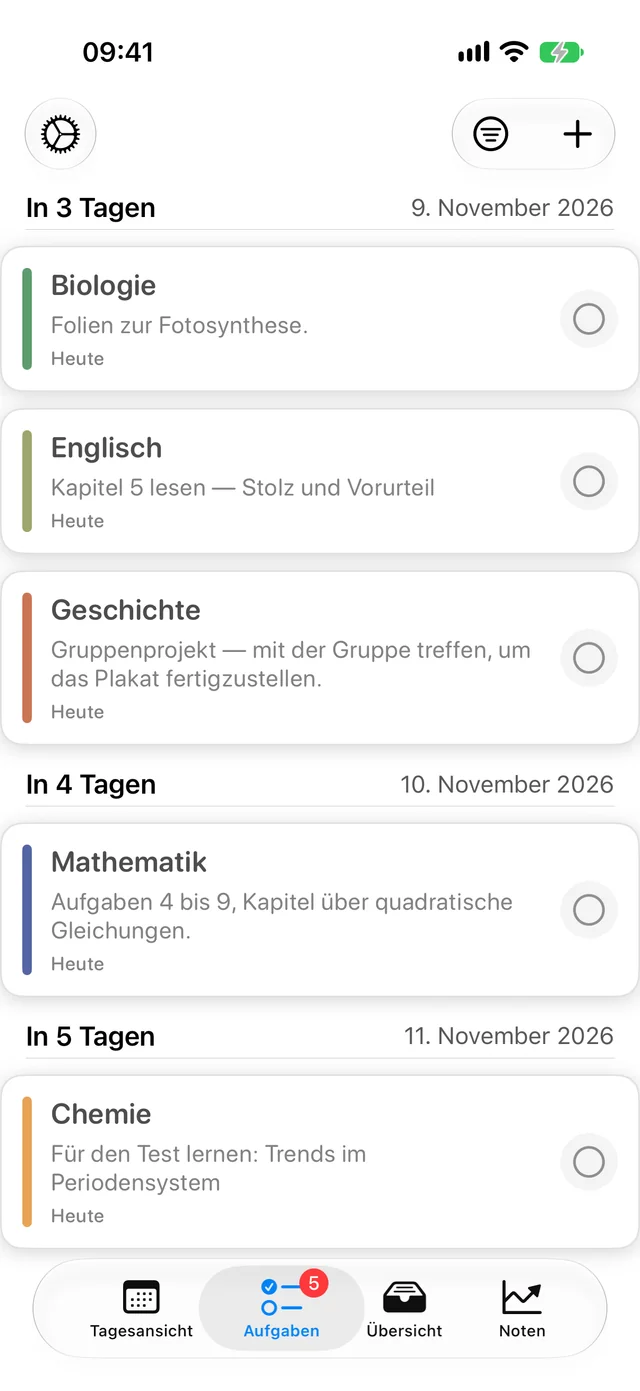 09:41
In 3 Tagen 9. November 2026
Biologie
Folien zur Fotosynthese.
Heute
Englisch
Kapitel 5 lesen — Stolz und Vorurteil
Heute
Geschichte
Gruppenprojekt — mit der Gruppe treffen, um
das Plakat fertigzustellen.
Heute
In 4 Tagen 10. November 2026
Mathematik
Aufgaben 4 bis 9, Kapitel über quadratische
Gleichungen.
Heute
In 5 Tagen 11. November 2026
Chemie
Für den Test lernen: Trends im
Periodensystem
Heute
5
Tagesansicht Aufgaben Übersicht Noten